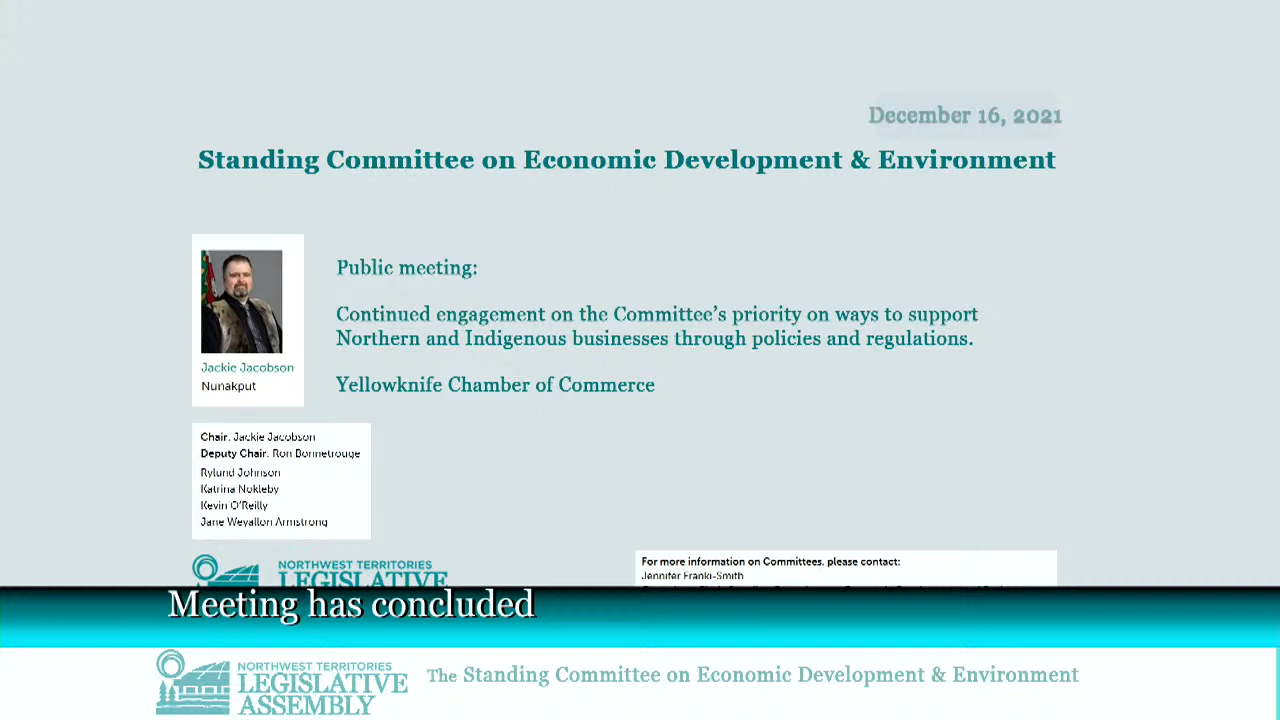 December 16, 2021
Standing Committee on Economic Development & Environment
Public meeting:
Continued engagement on the Committee's priority on ways to support
Northern and Indigenous businesses through policies and regulations.
Yellowknife Chamber of Commerce
Jackie Jacobson
Nunakput
Chair. Jackie Jacobson
Deputy Chair. Ron Bonnetrouge
Rylund Johnson
Katrina Nokleby
Kevin O'Reilly
Jane Weyallon Armstrong
NORTHWEST TERRITORIES
LEGISLATIVE
For more information on Committees, please contact:
Jennifer Franki-Smith
Meeting has concluded
NORTHWEST TERRITORIES
LEGISLATIVE
ASSEMBLY
The Standing Committee on Economic Development & Environment